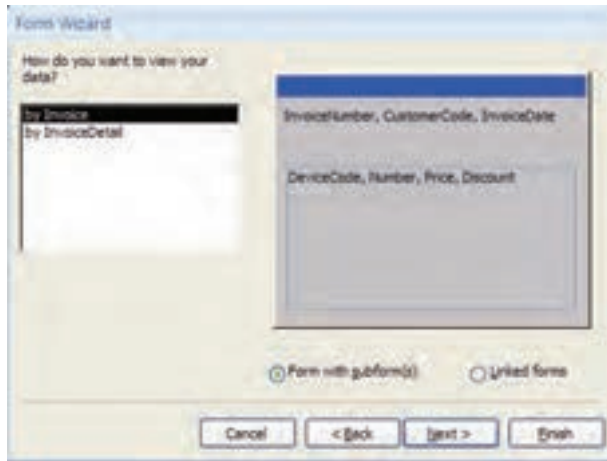 Form Wizard
How do you want to view your
data?
by Invoice
by InvoiceDetail
InvoiceNumber, CustomerCode, InvoiceDate
DeviceCode, Number, Price, Discount
Form with subform(s)
Linked forms
Cancel
< Back
Next >
Finish